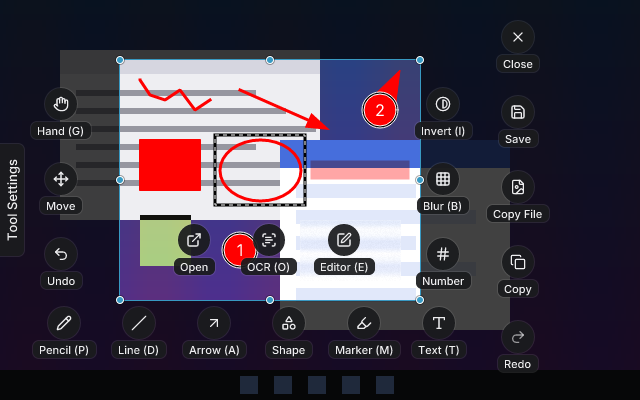 Close
Hand (G)
Invert (I)
Save
2
Tool Settings
Move
Blur (B)
Copy File
1
Undo
Open
OCR (O)
Editor (E)
Number
Copy
Pencil (P)
Line (D)
Arrow (A)
Shape
Marker (M)
Text (T)
Redo